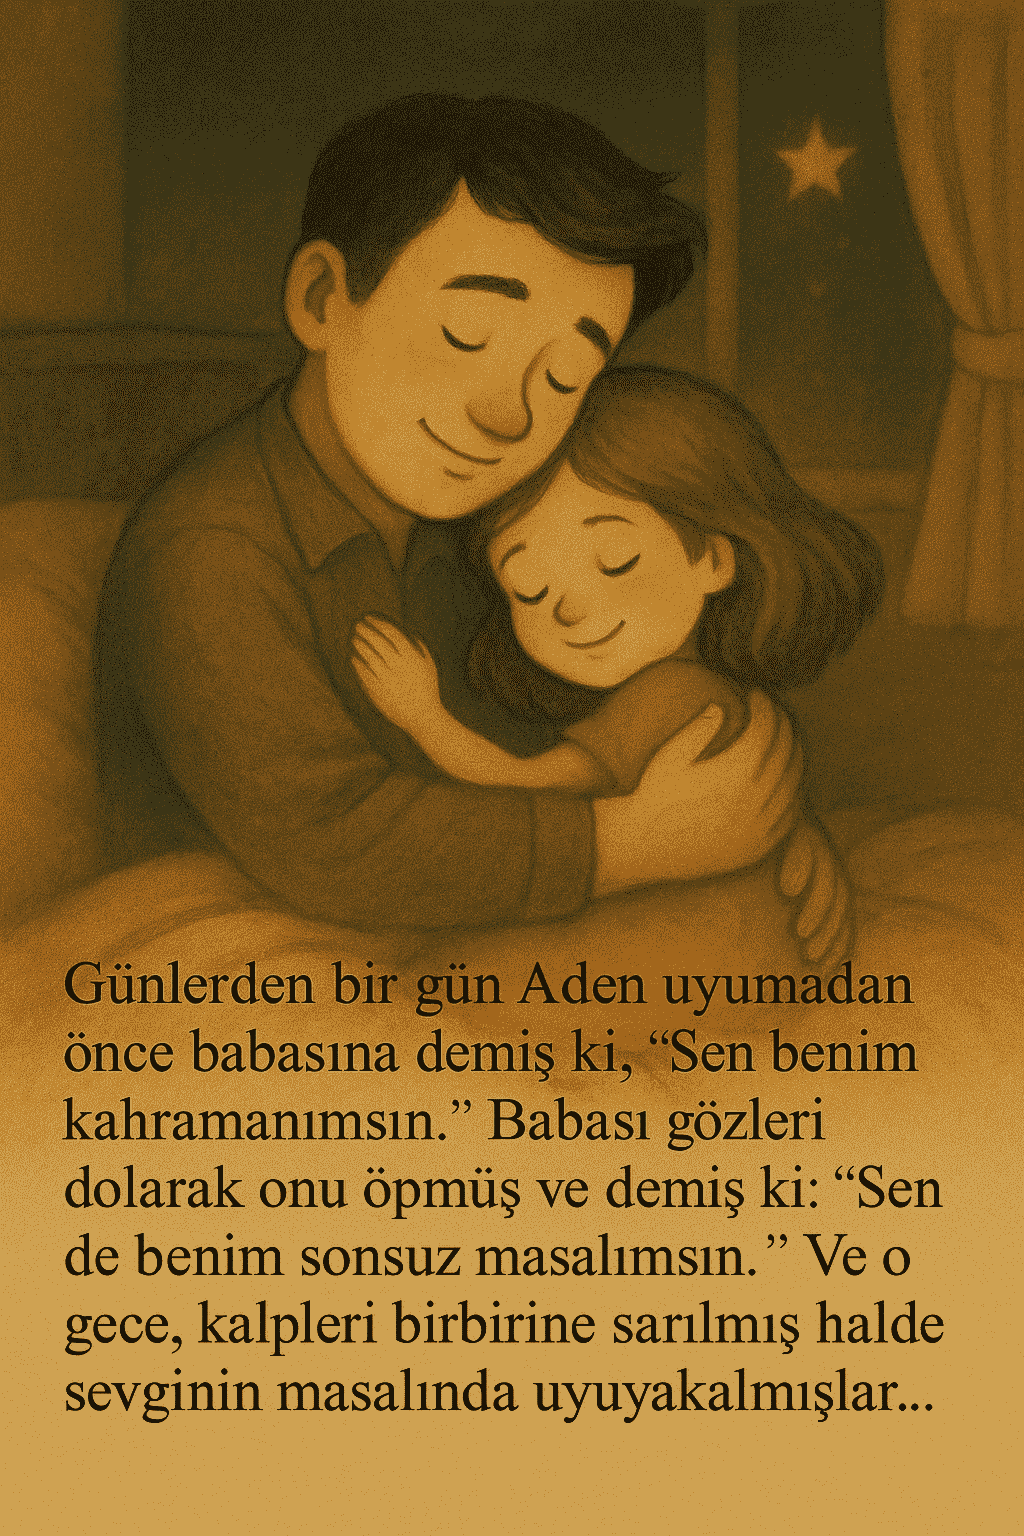 Günlerden bir gün Aden uyumadan
önce babasına demiş ki, “Sen benim
kahramanımsın.” Babası gözleri
dolarak onu öpmüş ve demiş ki: “Sen
de benim sonsuz masalımsın.” Ve o
gece, kalpleri birbirine sarılmış halde
sevginin masalında uyuyakalmışlar...